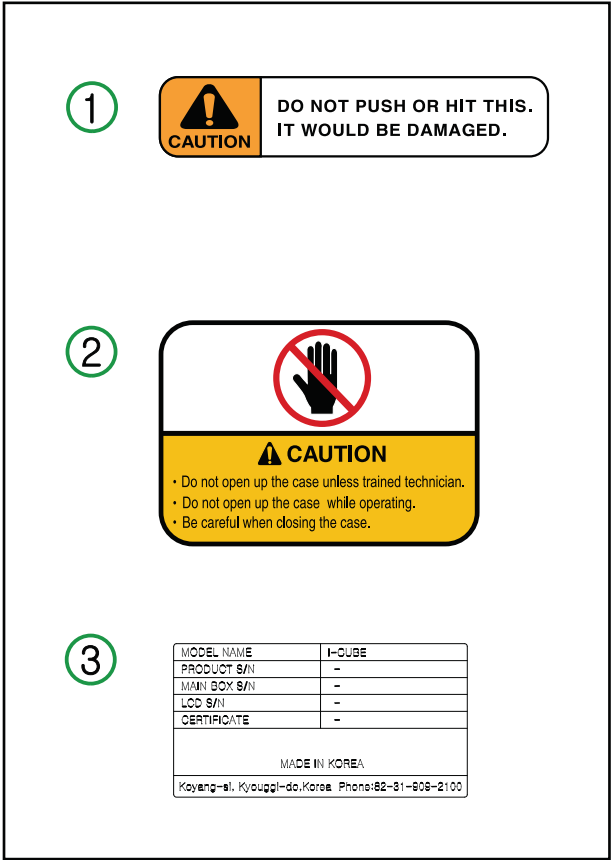 1
CAUTION
DO NOT PUSH OR HIT THIS.
IT WOULD BE DAMAGED.
2
CAUTION
• Do not open up the case unless trained technician.
• Do not open up the case while operating.
• Be careful when closing the case.
3
MODEL NAME I-CUBE
PRODUCT S/N -
MAIN BOX S/N -
LCD S/N -
CERTIFICATE -
MADE IN KOREA
Koyang-si, Kyouggi-do,Korea Phone:82-31-909-2100